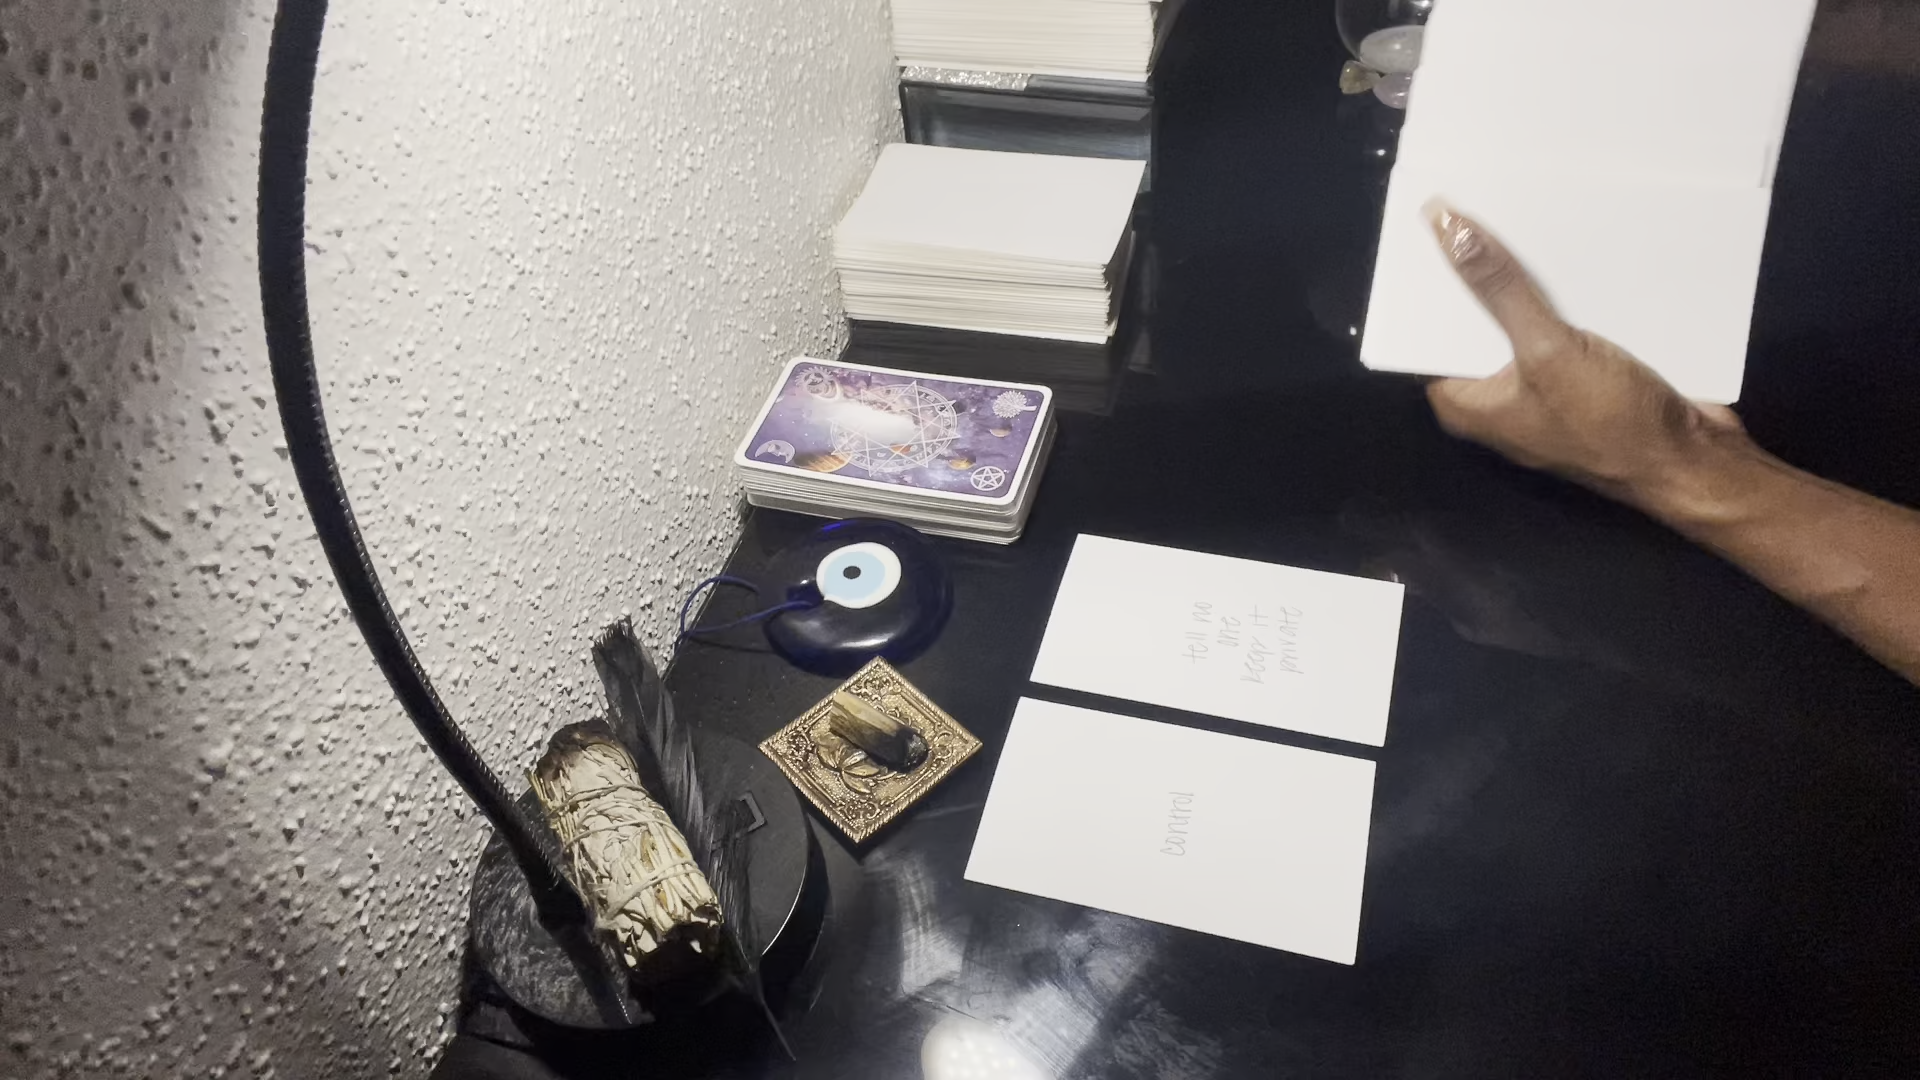 tell no
one
keep it
private
control